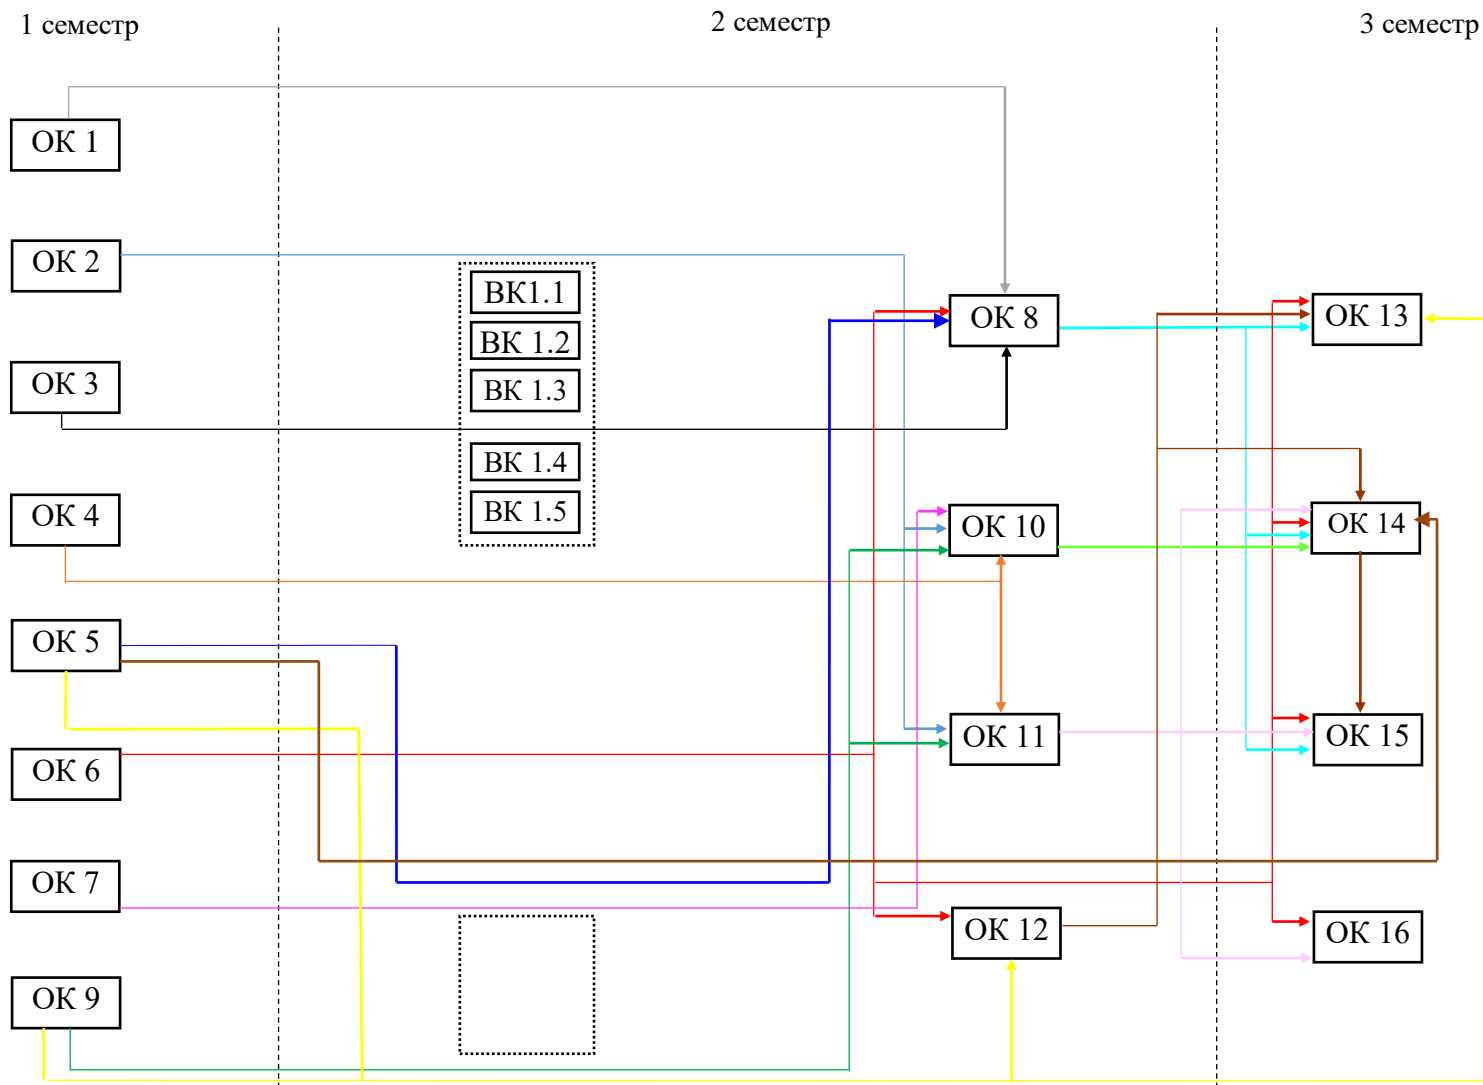 1 семестр
2 семестр
3 семестр
ОК 1
ОК 2
ОК 3
ОК 4
ОК 5
ОК 6
ОК 7
ОК 9
ВК1.1
ВК 1.2
ВК 1.3
ВК 1.4
ВК 1.5
ОК 8
ОК 10
ОК 11
ОК 12
ОК 13
ОК 14
ОК 15
ОК 16